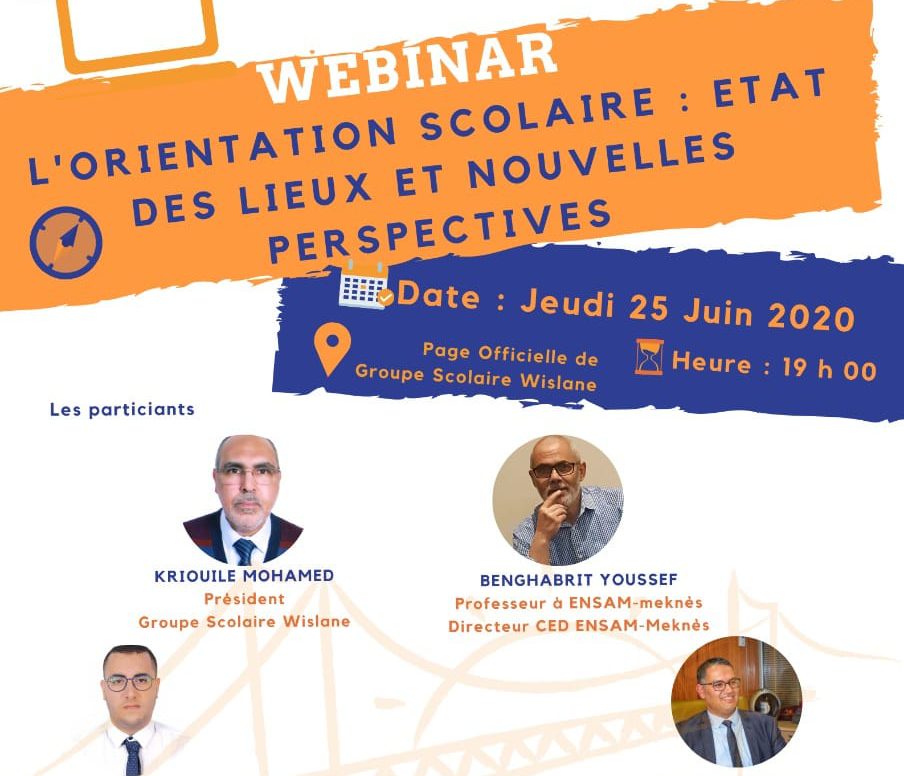 WEBINAR
L'ORIENTATION SCOLAIRE : ETAT
DES LIEUX ET NOUVELLES
PERSPECTIVES
Date : Jeudi 25 Juin 2020
Page Officielle de
Groupe Scolaire Wislane
Heure : 19 h 00
Les particiants
KRIOUILE MOHAMED
Président
Groupe Scolaire Wislane
BENGHABRIT YOUSSEF
Professeur à ENSAM-meknès
Directeur CED ENSAM-Meknès